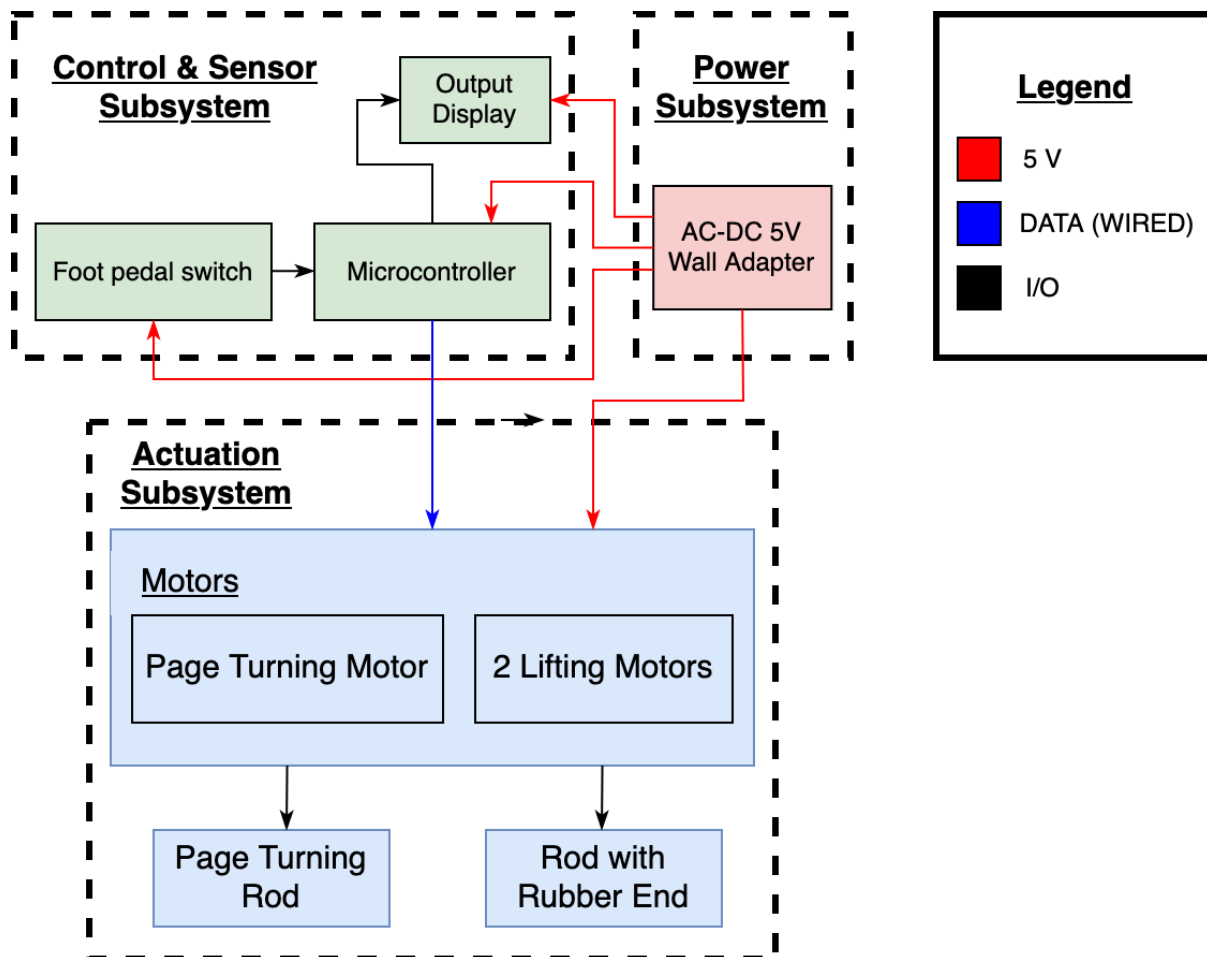 Control & Sensor
Subsystem
Output
Display
Foot pedal switch
Microcontroller
Power
Subsystem
AC-DC 5V
Wall Adapter
Legend
5 V
DATA (WIRED)
I/O
Actuation
Subsystem
Motors
Page Turning Motor
2 Lifting Motors
Page Turning
Rod
Rod with
Rubber End